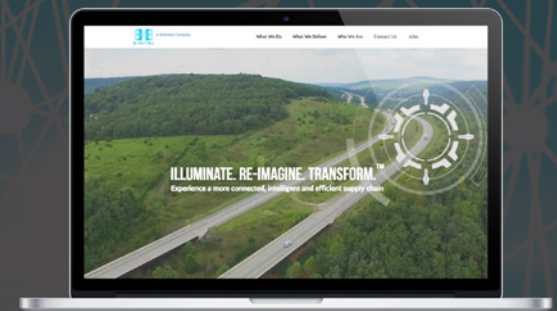 DIGITAL
What We Do What We Deliver Who We Are Contact Us Jobs
ILLUMINATE. RE-IMAGINE. TRANSFORM.™
Experience a more connected, intelligent and efficient supply chain